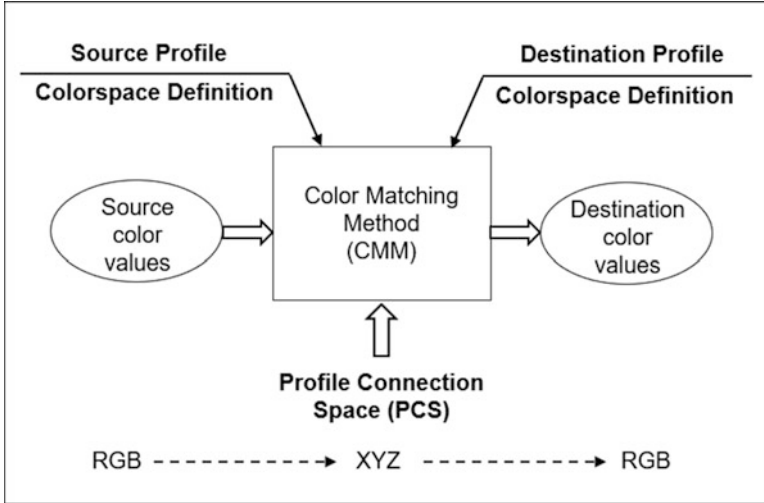 Source Profile
Colorspace Definition
Destination Profile
Colorspace Definition
Source
color
values
Color Matching
Method
(CMM)
Destination
color
values
Profile Connection
Space (PCS)
RGB
XYZ
RGB